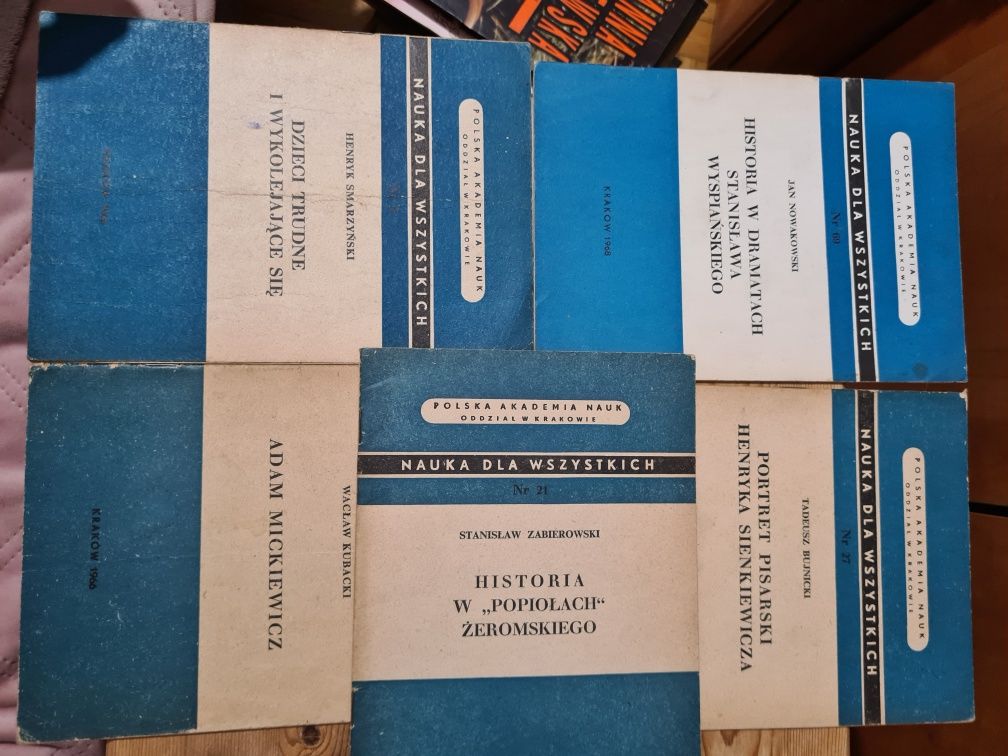 POLSKA AKADEMIA NAUK
ODDZIAŁ W KRAKOWIE
NAUKA DLA WSZYSTKICH
HENRYK SMARZYŃSKI
DZIECI TRUDNE
I WYKOLEJAJĄCE SIĘ
POLSKA AKADEMIA NAUK
ODDZIAŁ W KRAKOWIE
NAUKA DLA WSZYSTKICH
Nr 69
JAN NOWAKOWSKI
HISTORIA W DRAMATACH
STANISŁAWA
WYSPIAŃSKIEGO
KRAKÓW 1968
WACŁAW KUBACKI
ADAM MICKIEWICZ
KRAKÓW 1966
POLSKA AKADEMIA NAUK
ODDZIAŁ W KRAKOWIE
NAUKA DLA WSZYSTKICH
Nr 21
STANISŁAW ZABIEROWSKI
HISTORIA
W „POPIOŁACH“
ŻEROMSKIEGO
POLSKA AKADEMIA NAUK
ODDZIAŁ W KRAKOWIE
NAUKA DLA WSZYSTKICH
Nr 27
TADEUSZ BUJNICKI
PORTRET PISARSKI
HENRYKA SIENKIEWICZA